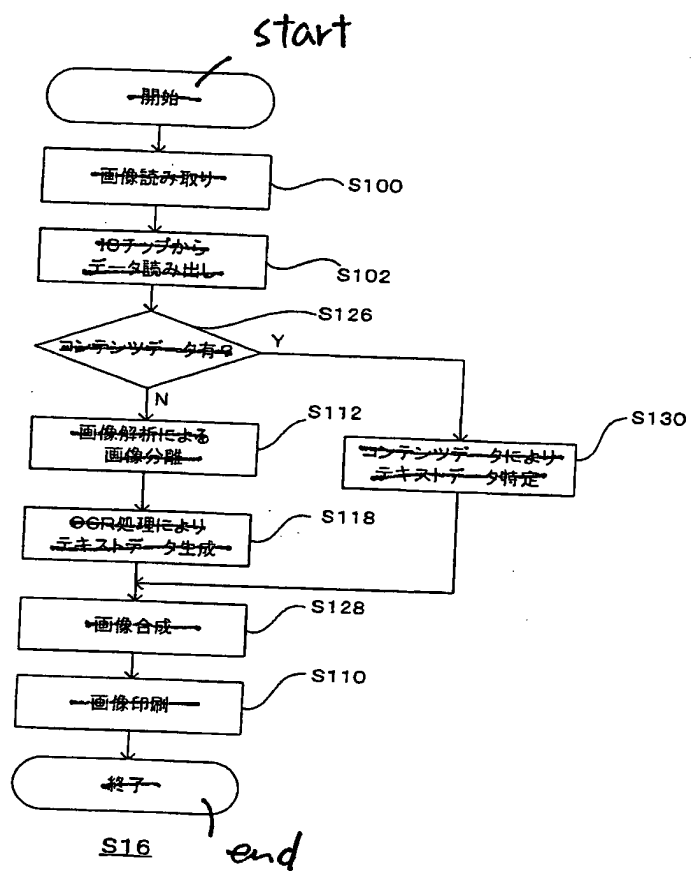 start
開始
画像読み取り
S100
ICチップから
データ読み出し
S102
S126
コンテンツデータ有?
Y
N
画像解析による
画像分離
S112
コンテンツデータにより
テキストデータ特定
S130
OCR処理により
テキストデータ生成
S118
画像合成
S128
画像印刷
S110
終了
S16
end